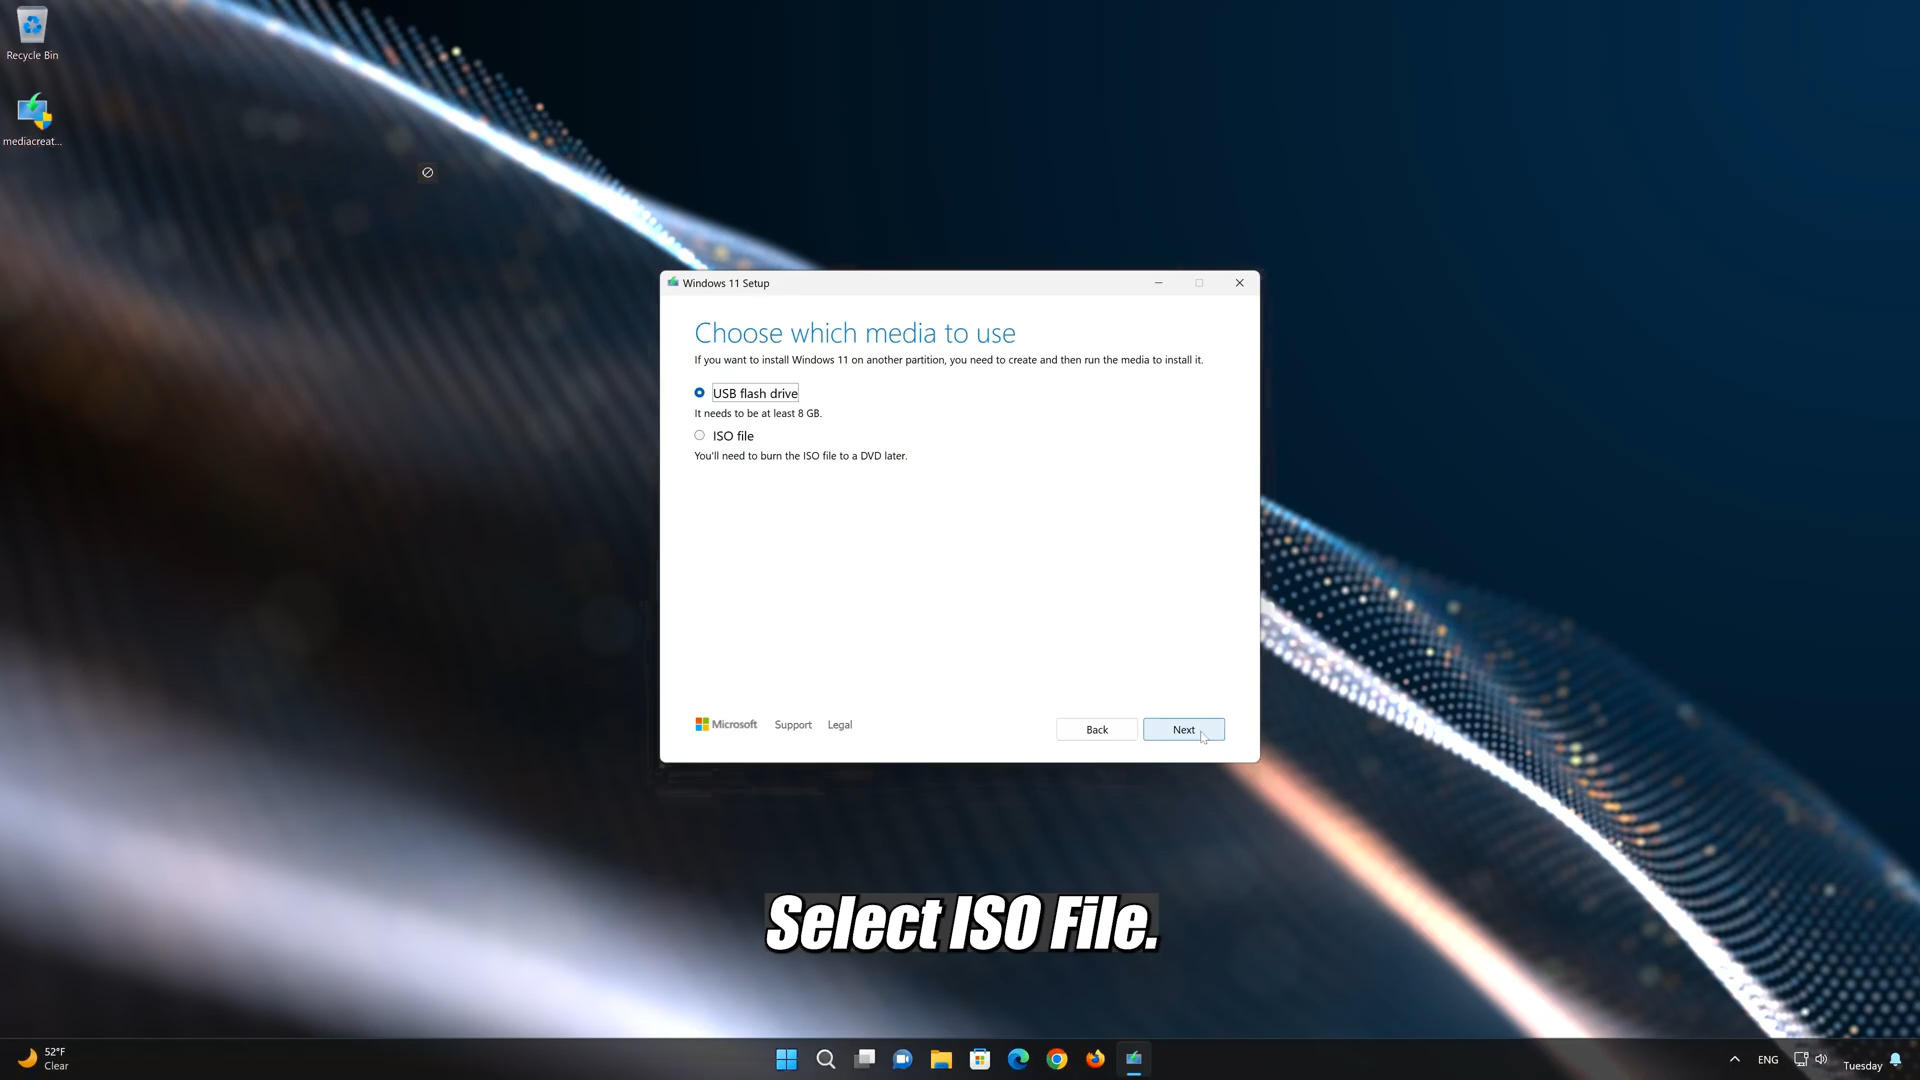 Recycle Bin
mediacreat...
Windows 11 Setup
Choose which media to use
If you want to install Windows 11 on another partition, you need to create and then run the media to install it.
USB flash drive
It needs to be at least 8 GB.
ISO file
You'll need to burn the ISO file to a DVD later.
Microsoft Support Legal
Back Next
Select ISO File.
52°F
Clear
ENG
Tuesday